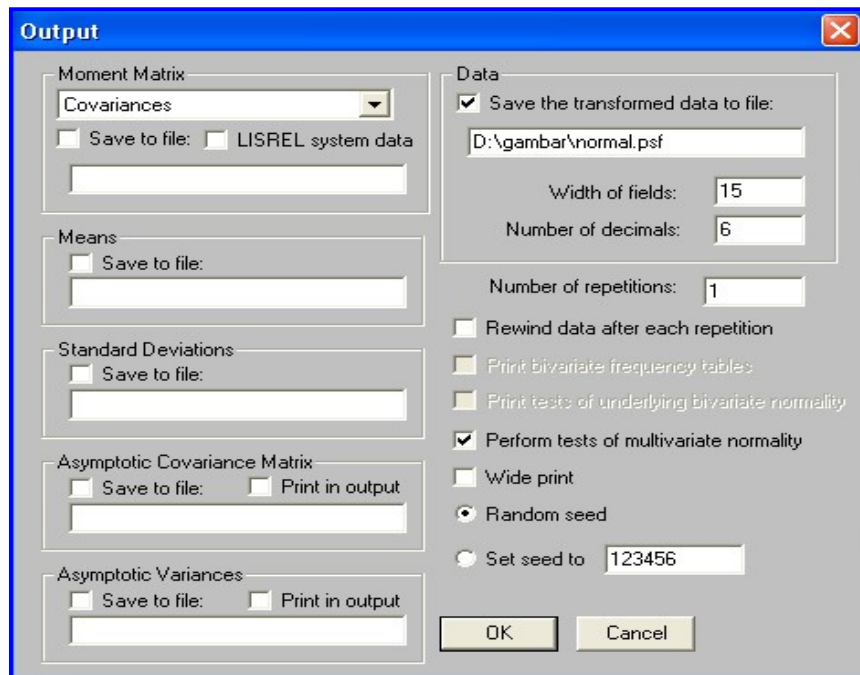 Output
Moment Matrix
Covariances
Save to file: LISREL system data
Means
Save to file:
Standard Deviations
Save to file:
Asymptotic Covariance Matrix
Save to file: Print in output
Asymptotic Variances
Save to file: Print in output
Data
Save the transformed data to file:
D:\gambar\normal.psf
Width of fields: 15
Number of decimals: 6
Number of repetitions: 1
Rewind data after each repetition
Print bivariate frequency tables
Print tests of underlying bivariate normality
Perform tests of multivariate normality
Wide print
Random seed
Set seed to 123456
OK Cancel